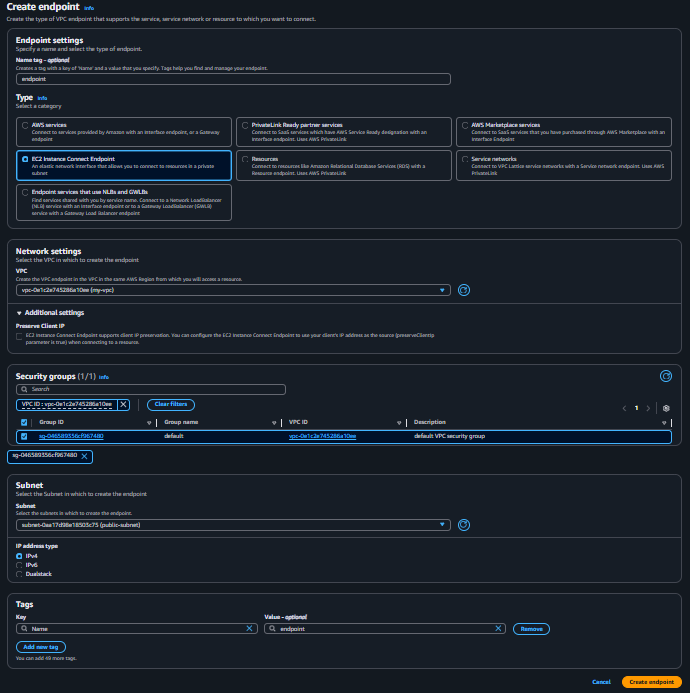 Create endpoint Info
Create the type of VPC endpoint that supports the service, service network or resource to which you want to connect.
Endpoint settings
Specify a name and select the type of endpoint.
Name tag - optional
Creates a tag with a key of 'Name' and a value that you specify. Tags help you find and manage your endpoint.
endpoint
Type Info
Select a category
AWS services
Connect to services provided by Amazon with an Interface endpoint, or a Gateway
endpoint
PrivateLink Ready partner services
Connect to SaaS services which have AWS Service Ready designation with an
Interface endpoint. Uses AWS PrivateLink
AWS Marketplace services
Connect to SaaS services that you have purchased through AWS Marketplace with an
Interface Endpoint
EC2 Instance Connect Endpoint
An elastic network interface that allows you to connect to resources in a private
subnet
Resources
Connect to resources like Amazon Relational Database Services (RDS) with a
Resource endpoint. Uses AWS PrivateLink
Service networks
Connect to VPC Lattice service networks with a Service network endpoint. Uses AWS
PrivateLink
Endpoint services that use NLBs and GWLBs
Find services shared with you by service name. Connect to a Network LoadBalancer
(NLB) service with an Interface endpoint or to a Gateway LoadBalancer (GWLB)
service with a Gateway Load Balancer endpoint
Network settings
Select the VPC in which to create the endpoint
VPC
Create the VPC endpoint in the VPC in the same AWS Region from which you will access a resource.
vpc-0e1c2e745286a10ee (my-vpc)
Additional settings
Preserve Client IP
EC2 Instance Connect Endpoint supports client IP preservation. You can configure the EC2 Instance Connect Endpoint to use your client's IP address as the source (preserveClientIp
parameter is true) when connecting to a resource.
Security groups (1/1) Info
Search
VPC ID : vpc-0e1c2e745286a10ee
Clear filters
1
Group ID Group name VPC ID Description
sg-046589356cf967480 default vpc-0e1c2e745286a10ee default VPC security group
sg-046589356cf967480
Subnet
Select the Subnet in which to create the endpoint
Subnet
Select the subnets in which to create the endpoint.
subnet-0aa17d98e18503c75 (public-subnet)
IP address type
IPv4
IPv6
Dualstack
Tags
Key Value - optional
Name endpoint Remove
Add new tag
You can add 49 more tags.
Cancel Create endpoint